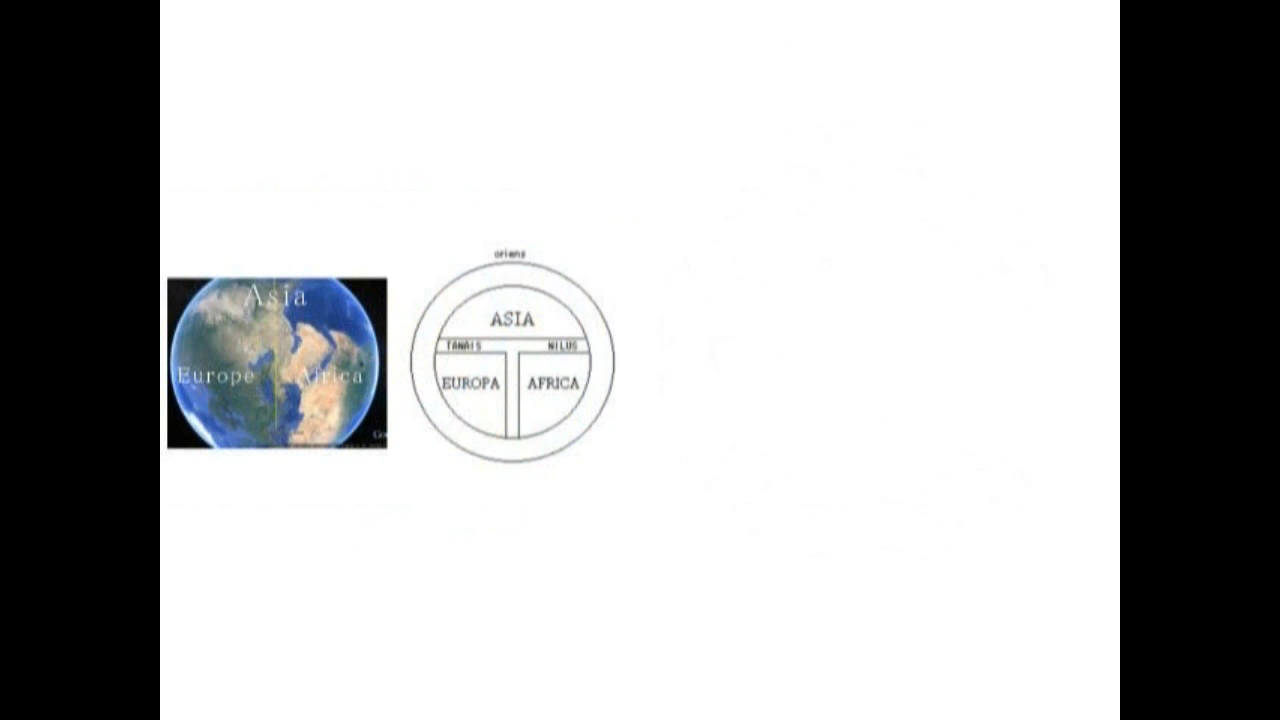 Asia
Europe Africa
oriens
ASIA
TANAIS NILUS
EUROPA AFRICA